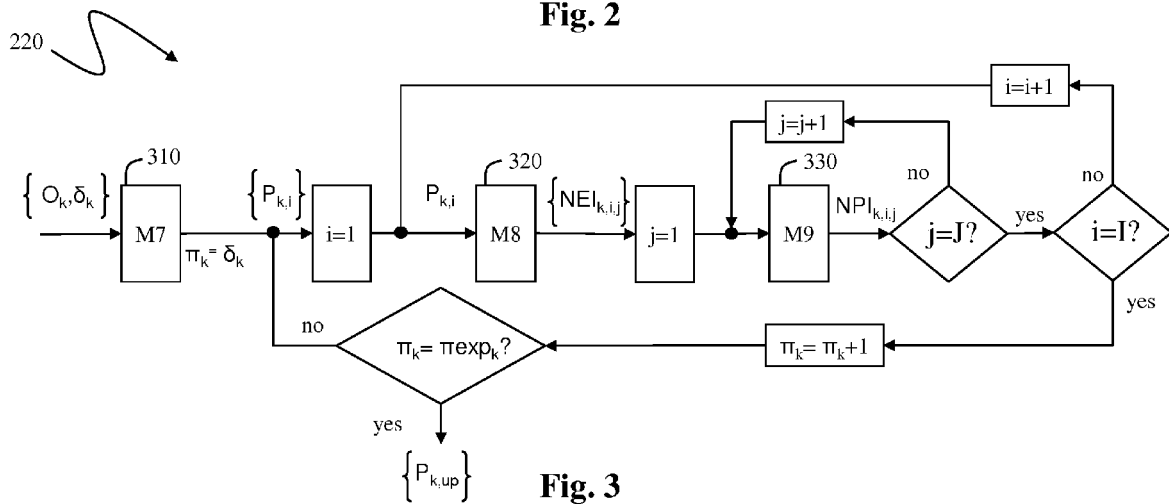 Fig. 2
220
i=i+1
j=j+1
310
320
330
{O_k,δ_k}
{P_k,i}
P_k,i
{NEI_k,i,j}
NPI_k,i,j
no
no
M7
π_k= δ_k
i=1
M8
j=1
M9
j=J?
yes
i=I?
yes
no
π_k= πexp_k?
π_k= π_k+1
yes
{P_k,up}
Fig. 3